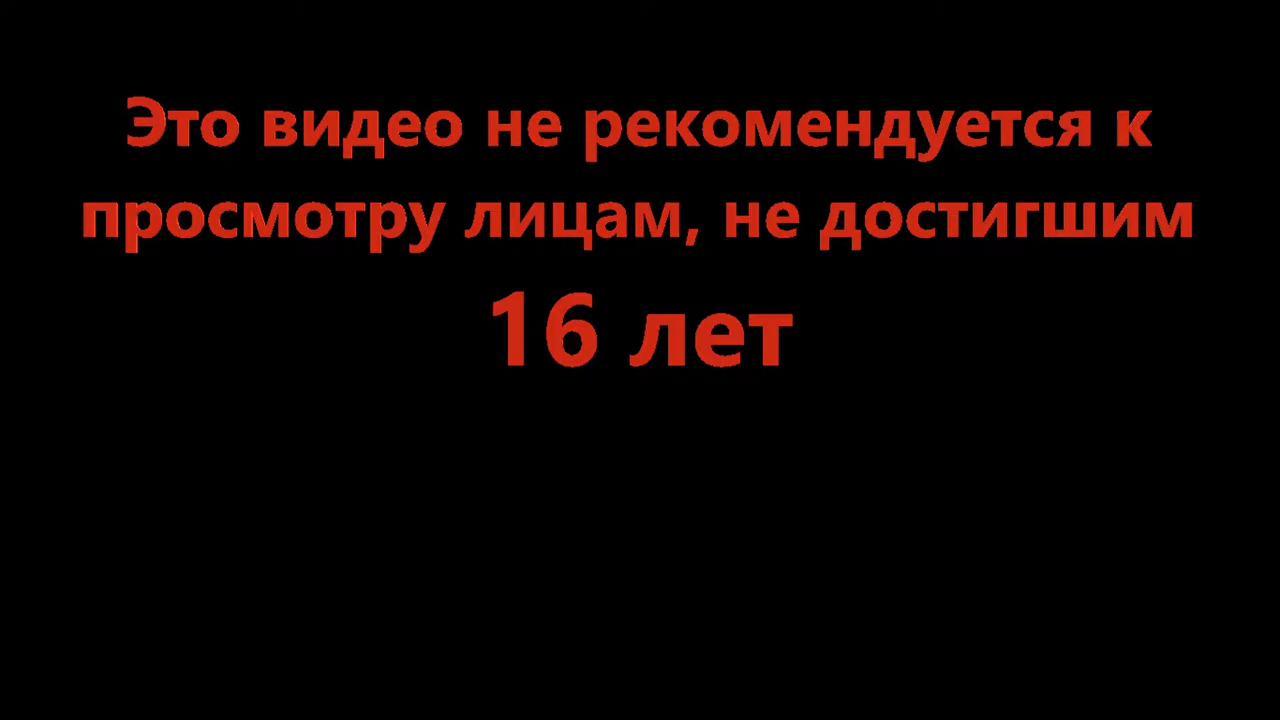 Это видео не рекомендуется к
просмотру лицам, не достигшим
16 лет